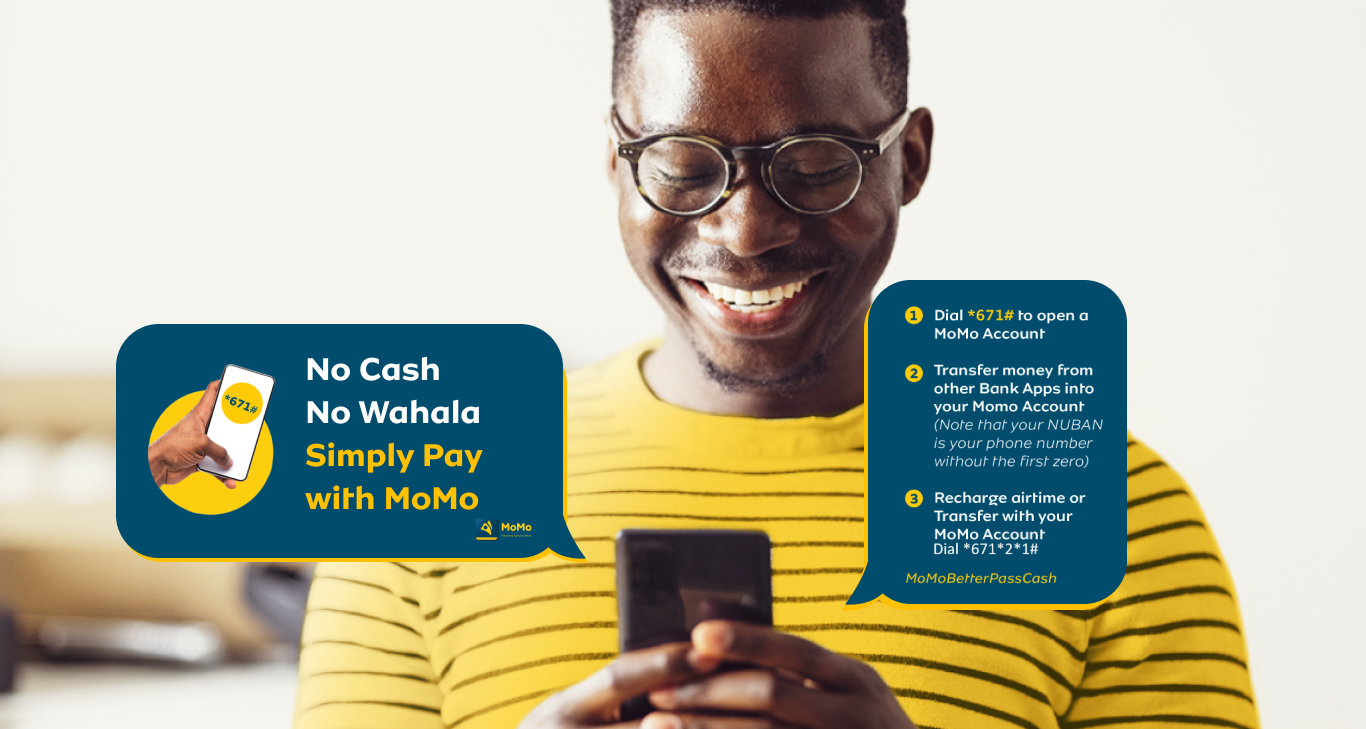 *671#
No Cash
No Wahala
Simply Pay
with MoMo
MoMo
1 Dial *671# to open a
MoMo Account
2 Transfer money from
other Bank Apps into
your Momo Account
(Note that your NUBAN
is your phone number
without the first zero)
3 Recharge airtime or
Transfer with your
MoMo Account
Dial *671*2*1#
MoMoBetterPassCash